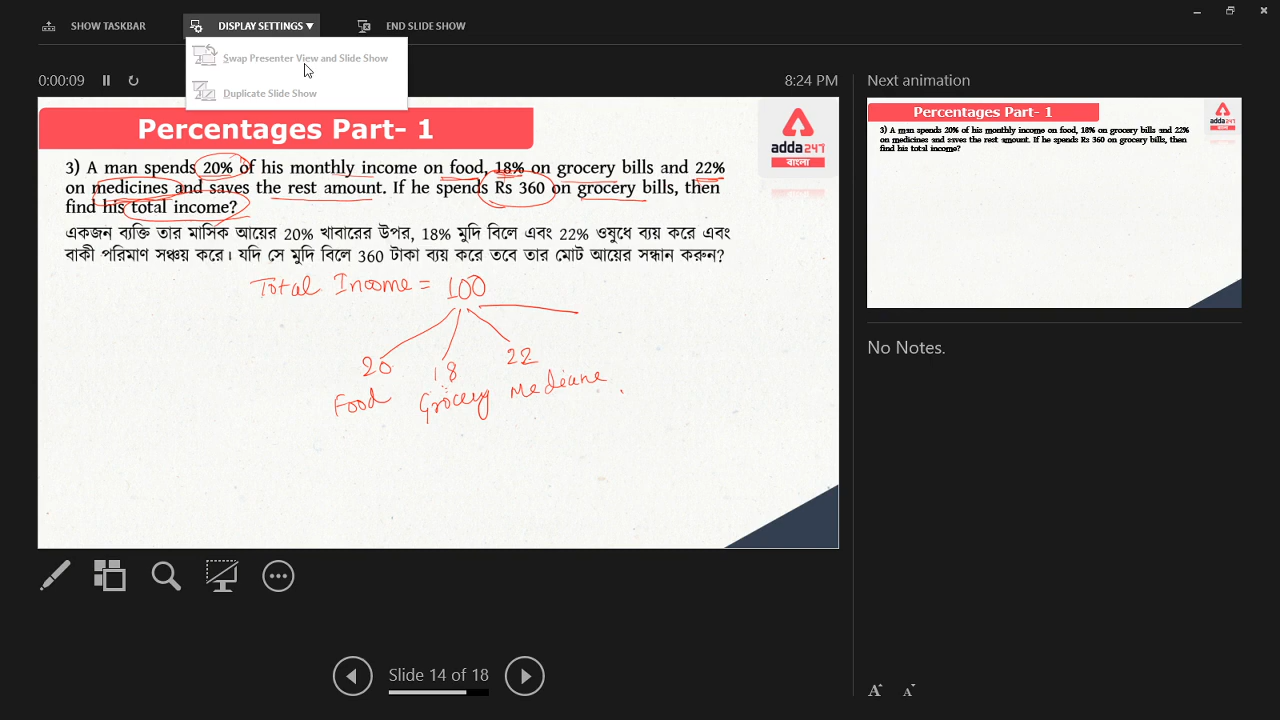 SHOW TASKBAR
DISPLAY SETTINGS ▼
END SLIDE SHOW
Swap Presenter View and Slide Show
Duplicate Slide Show
0:00:09
8:24 PM
Next animation
Percentages Part- 1
adda247
বাংলা
3) A man spends 20% of his monthly income on food, 18% on grocery bills and 22%
on medicines and saves the rest amount. If he spends Rs 360 on grocery bills, then
find his total income?
একজন ব্যক্তি তার মাসিক আয়ের 20% খাবারের উপর, 18% মুদি বিলে এবং 22% ওষুধে ব্যয় করে এবং
বাকী পরিমাণ সঞ্চয় করে। যদি সে মুদি বিলে 360 টাকা ব্যয় করে তবে তার মোট আয়ের সন্ধান করুন?
Total Income = 100
20 18 22
Food Grocery Medicine
Percentages Part- 1
adda247
বাংলা
3) A man spends 20% of his monthly income on food, 18% on grocery bills and 22%
on medicines and saves the rest amount. If he spends Rs 360 on grocery bills, then
find his total income?
No Notes.
Slide 14 of 18
A A